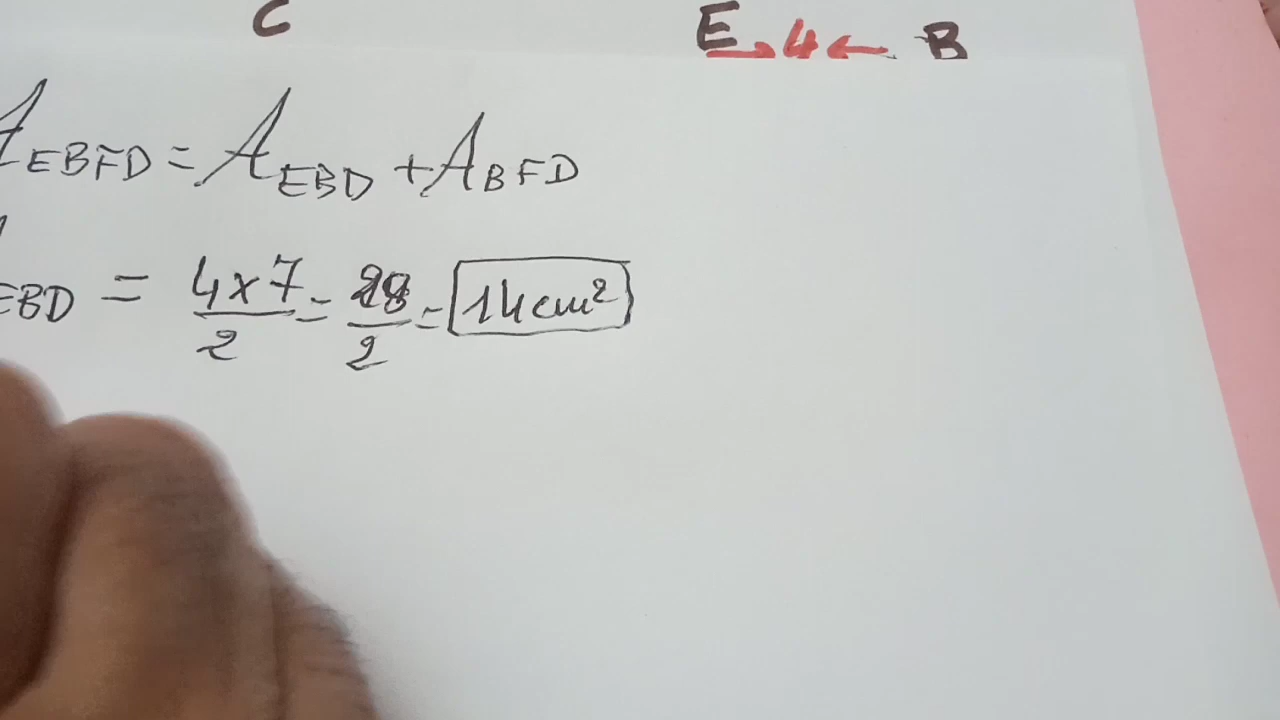 C E 4 B
A EBFD = A EBD + A BFD
EBD = 4x7/2 = 28/2 = 14cm²